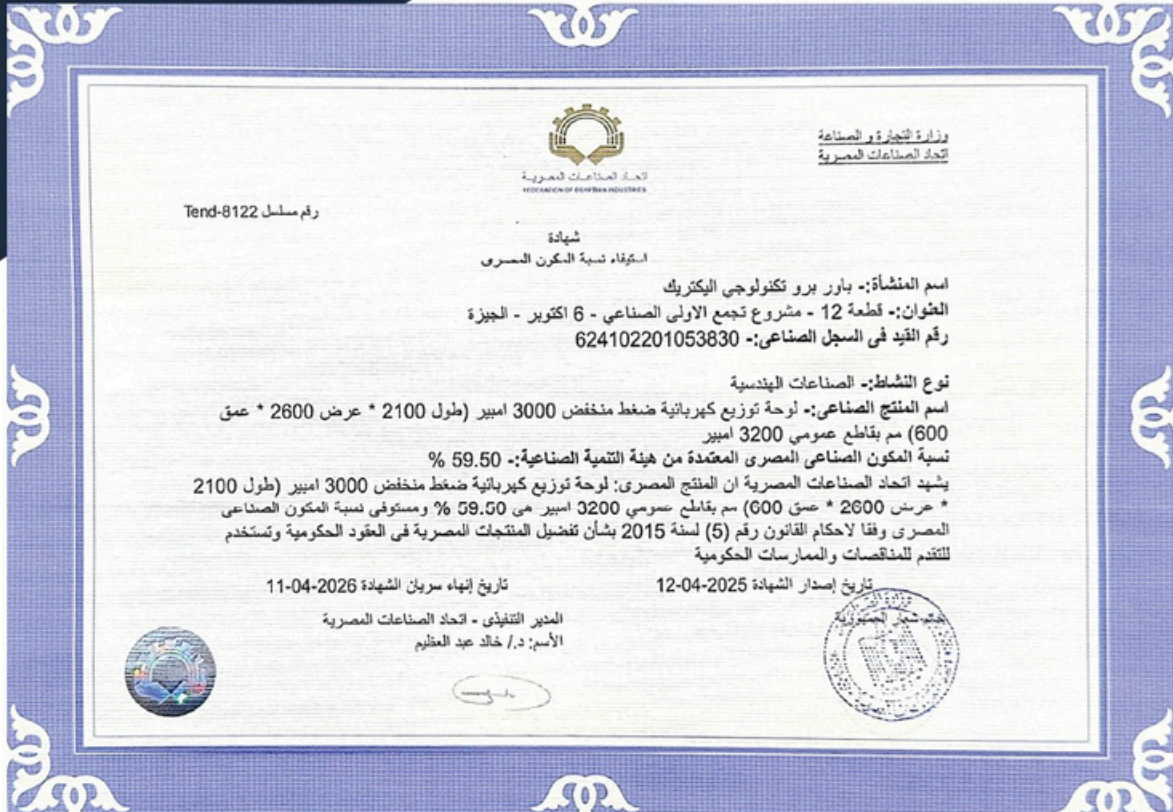 وزارة التجارة و الصناعة
اتحاد الصناعات المصرية
اتحاد الصناعات المصرية
FEDERATION OF EGYPTIAN INDUSTRIES
رقم مسلسل Tend-8122
شهادة
استيفاء نسبة المكون المصرى
اسم المنشأة:- باور برو تكنولوجي اليكتريك
العنوان:- قطعة 12 - مشروع تجمع الاولى الصناعي - 6 اكتوبر - الجيزة
رقم القيد فى السجل الصناعى:- 624102201053830
نوع النشاط:- الصناعات الهندسية
اسم المنتج الصناعى:- لوحة توزيع كهربائية ضغط منخفض 3000 امبير (طول 2100 * عرض 2600 * عمق
600) مم بقاطع عمومي 3200 امبير
نسبة المكون الصناعى المصرى المعتمدة من هيئة التنمية الصناعية:- 59.50 %
يشهد اتحاد الصناعات المصرية ان المنتج المصرى: لوحة توزيع كهربائية ضغط منخفض 3000 امبير (طول 2100
* عرض 2600 * عمق 600) مم بقاطع عمومي 3200 امبير هى 59.50 % ومستوفى نسبة المكون الصناعى
المصرى وفقا لاحكام القانون رقم (5) لسنة 2015 بشأن تفضيل المنتجات المصرية فى العقود الحكومية وتستخدم
للتقدم للمناقصات والممارسات الحكومية
تاريخ إصدار الشهادة 12-04-2025
تاريخ إنهاء سريان الشهادة 11-04-2026
خاتم شعار الجمهورية
المدير التنفيذى - اتحاد الصناعات المصرية
الأسم: د./ خالد عبد العظيم